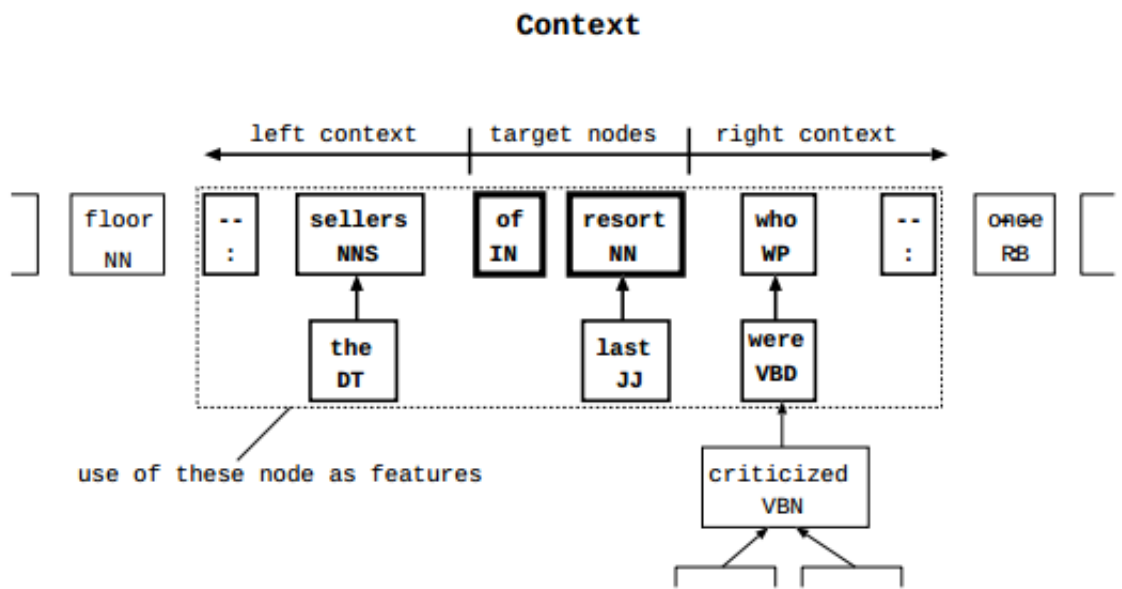 Context
left context target nodes right context
floor -- sellers of resort who -- once
NN : NNS IN NN WP : RB
the last were
DT JJ VBD
use of these node as features
criticized
VBN